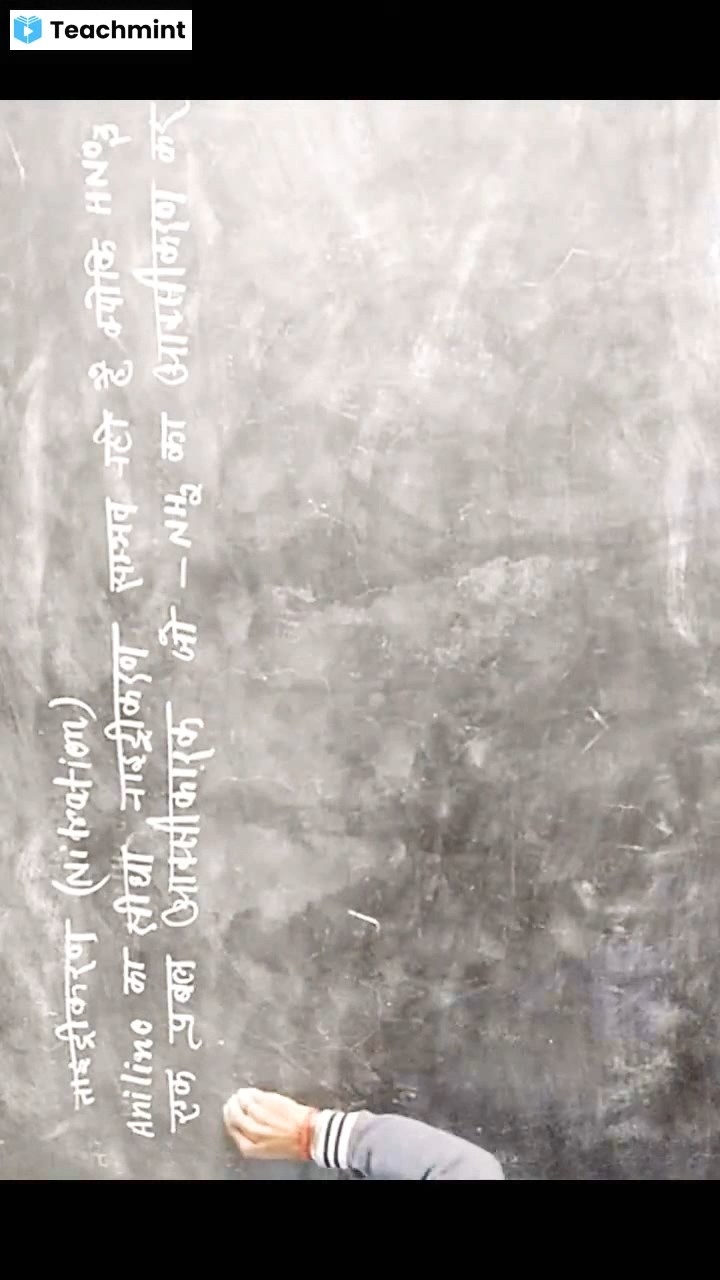 Teachmint
नाइट्रीकरण (Nitration)
Aniline का सीधा नाइट्रीकरण सम्भव नही है क्योकि HNO3
एक प्रबल ऑक्सीकारक जो -NH2 का ऑक्सीकरण कर